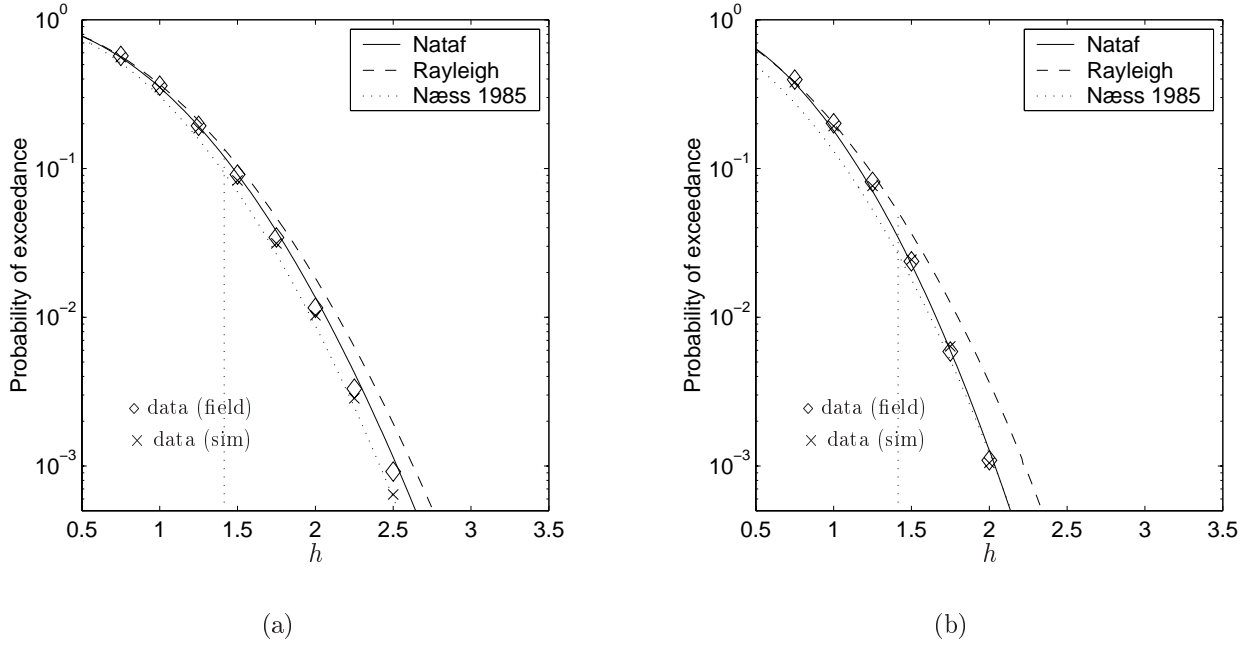 10^0
10^-1
10^-2
10^-3
Probability of exceedance
Nataf
Rayleigh
Næss 1985
data (field)
data (sim)
0.5 1 1.5 2 2.5 3 3.5
h
(a)
10^0
10^-1
10^-2
10^-3
Probability of exceedance
Nataf
Rayleigh
Næss 1985
data (field)
data (sim)
0.5 1 1.5 2 2.5 3 3.5
h
(b)